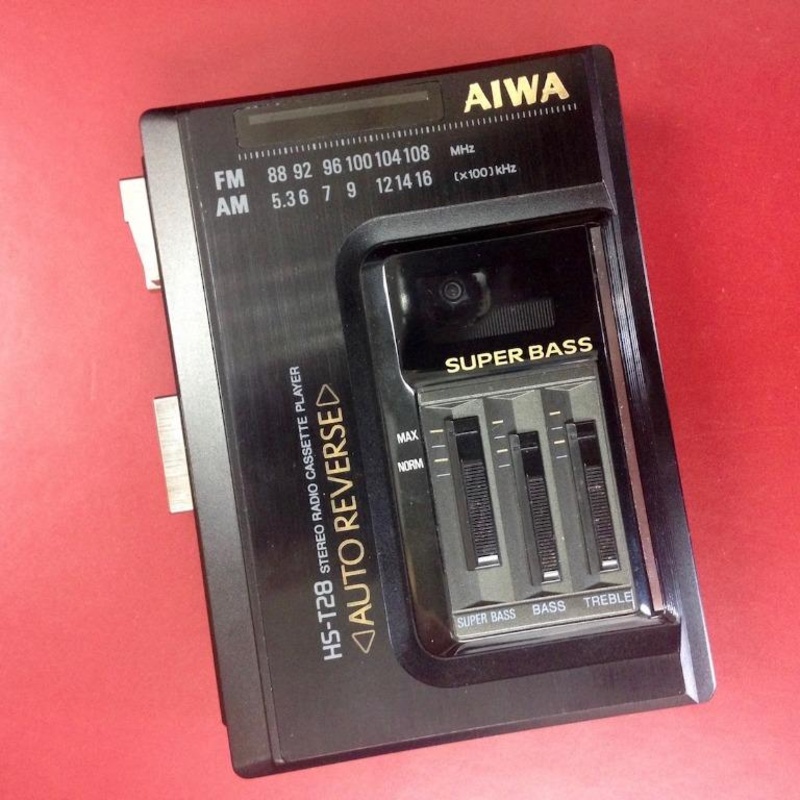 AIWA
FM 88 92 96 100 104 108 MHz
AM 5.3 6 7 9 12 14 16 (×100) kHz
SUPER BASS
MAX
NORM
SUPER BASS BASS TREBLE
HS-T28 STEREO RADIO CASSETTE PLAYER
◁AUTO REVERSE▷